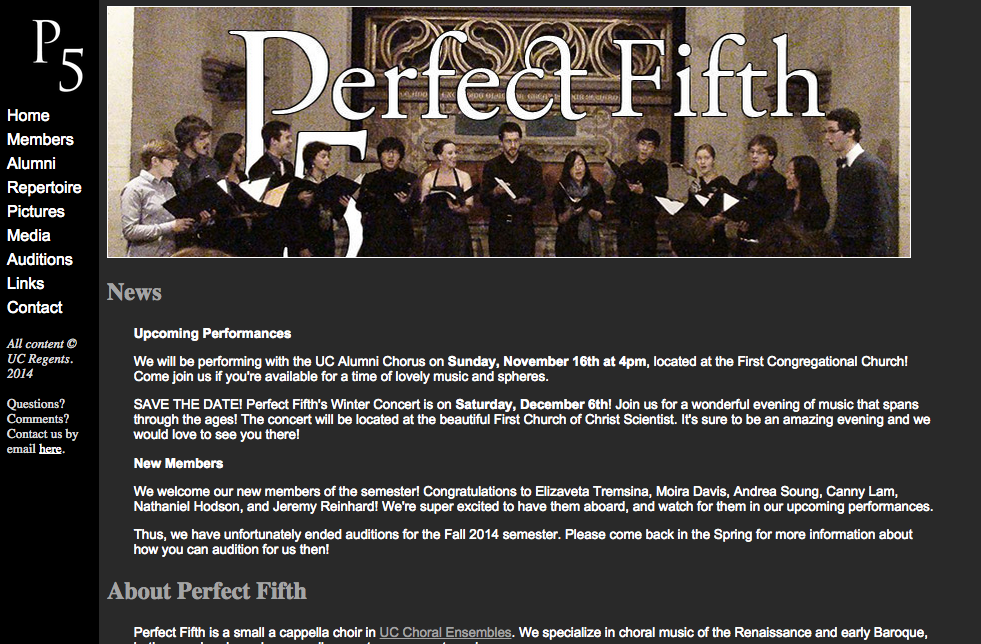 P
5
Home
Members
Alumni
Repertoire
Pictures
Media
Auditions
Links
Contact
All content ©
UC Regents.
2014
Questions?
Comments?
Contact us by
email here.
Perfect Fifth
News
Upcoming Performances
We will be performing with the UC Alumni Chorus on Sunday, November 16th at 4pm, located at the First Congregational Church!
Come join us if you're available for a time of lovely music and spheres.
SAVE THE DATE! Perfect Fifth's Winter Concert is on Saturday, December 6th! Join us for a wonderful evening of music that spans
through the ages! The concert will be located at the beautiful First Church of Christ Scientist. It's sure to be an amazing evening and we
would love to see you there!
New Members
We welcome our new members of the semester! Congratulations to Elizaveta Tremsina, Moira Davis, Andrea Soung, Canny Lam,
Nathaniel Hodson, and Jeremy Reinhard! We're super excited to have them aboard, and watch for them in our upcoming performances.
Thus, we have unfortunately ended auditions for the Fall 2014 semester. Please come back in the Spring for more information about
how you can audition for us then!
About Perfect Fifth
Perfect Fifth is a small a cappella choir in UC Choral Ensembles. We specialize in choral music of the Renaissance and early Baroque,